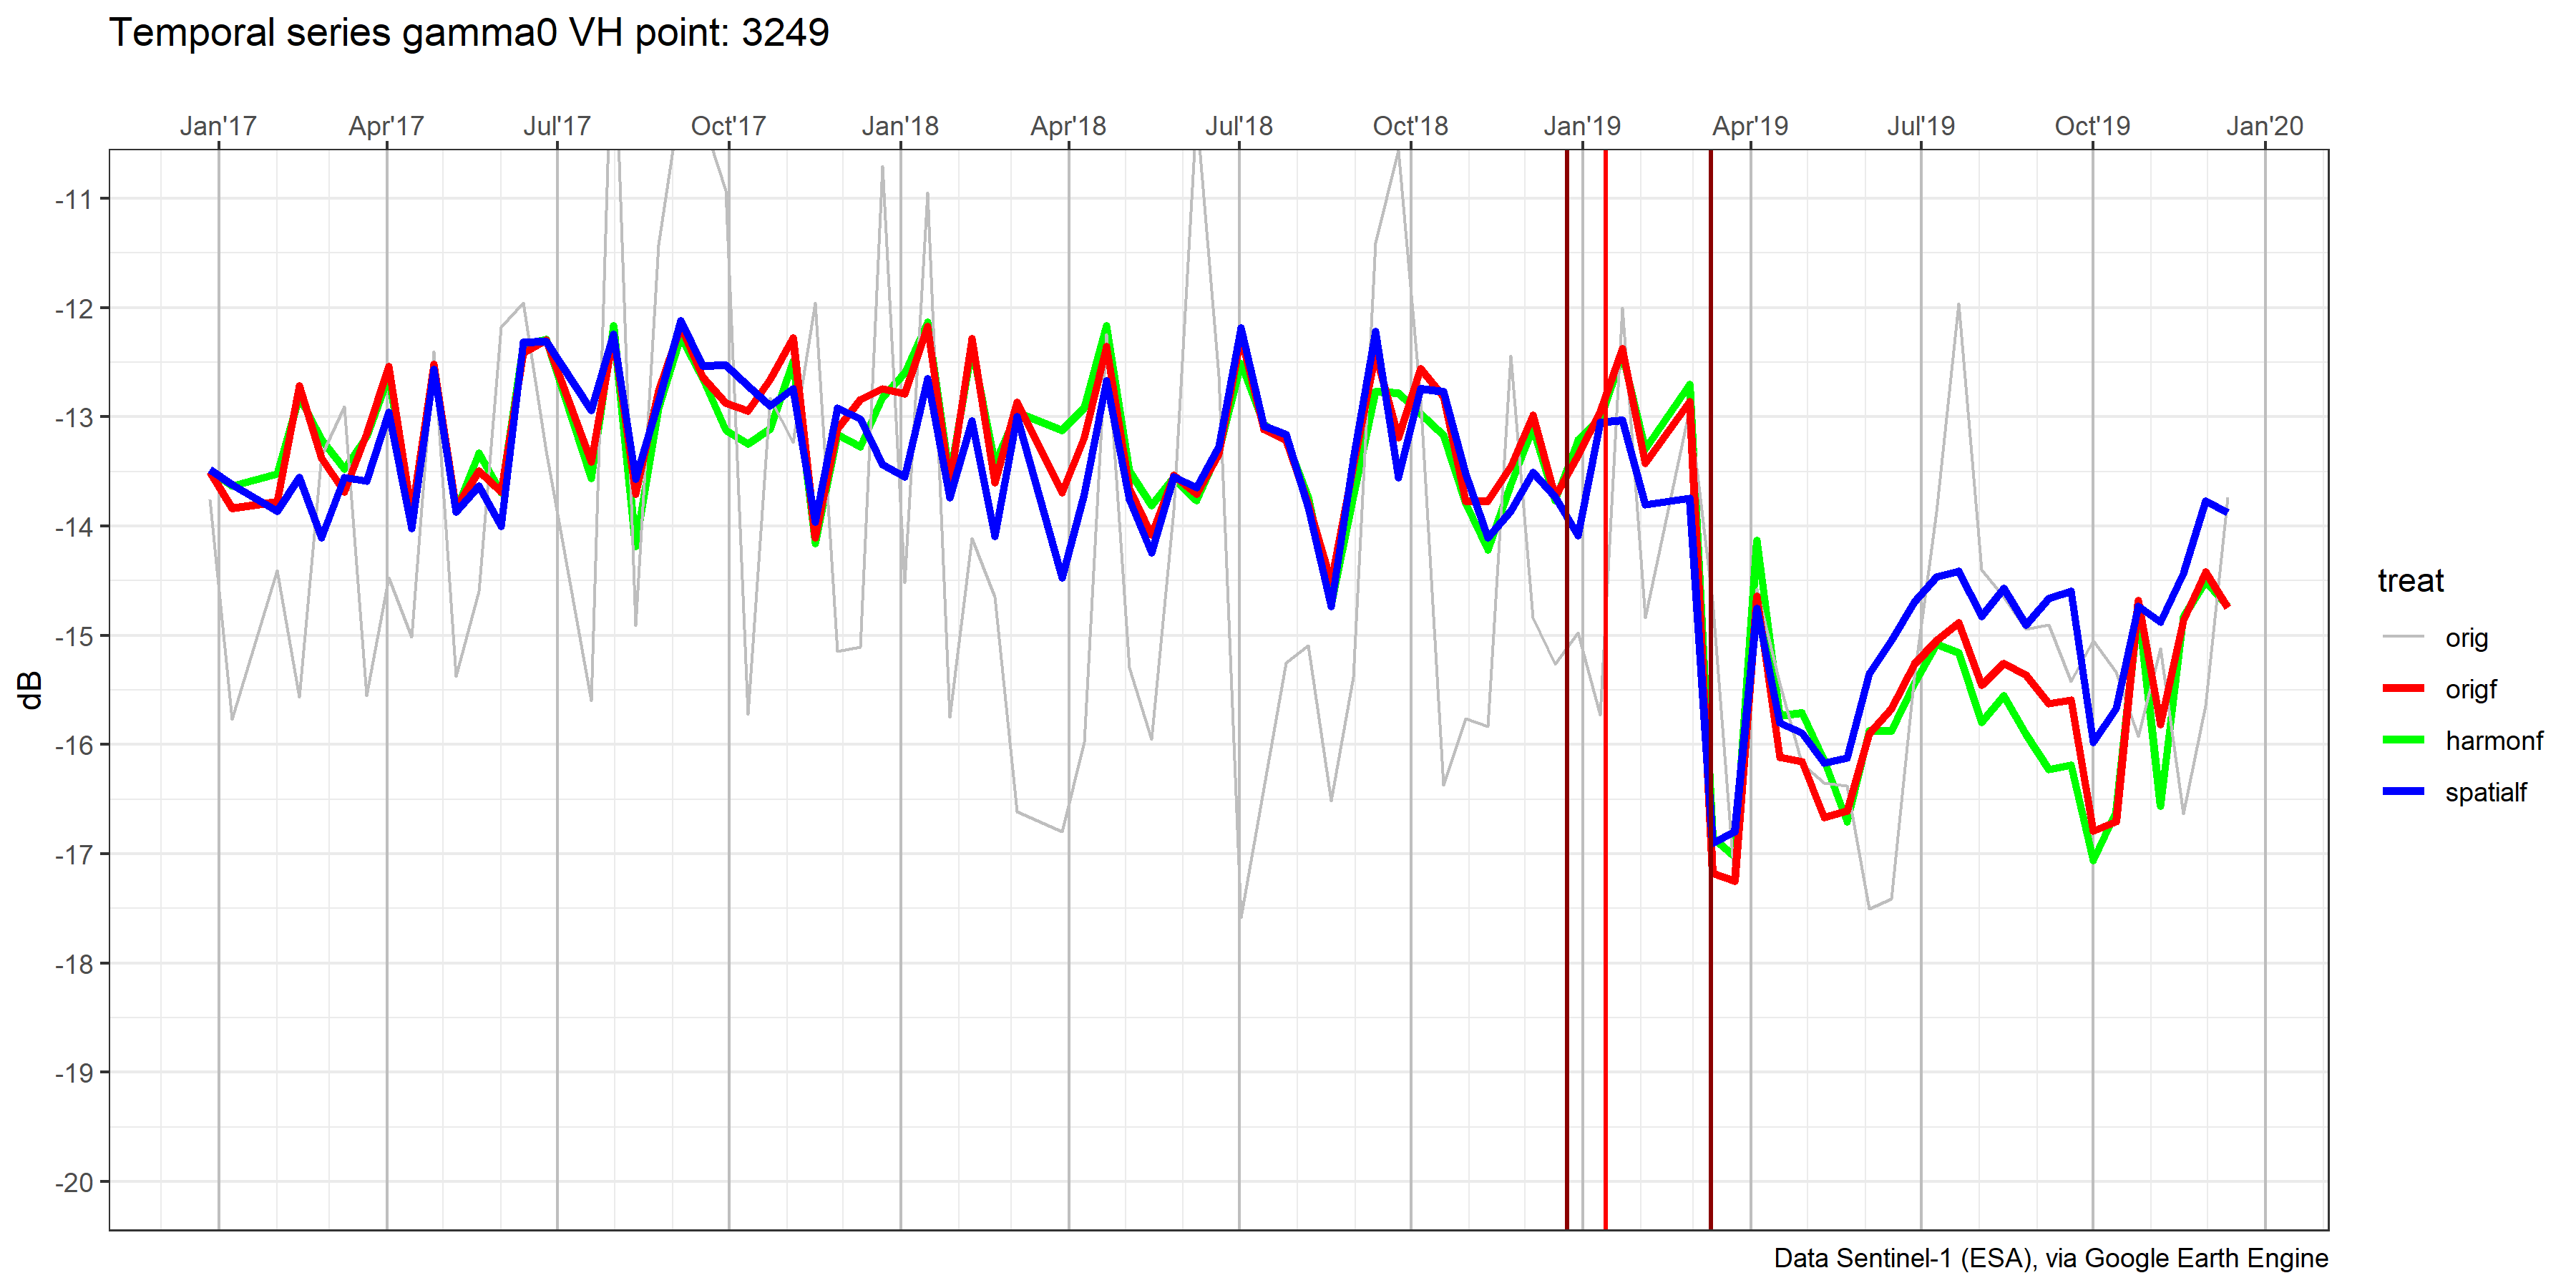 Temporal series gamma0 VH point: 3249
Jan'17 Apr'17 Jul'17 Oct'17 Jan'18 Apr'18 Jul'18 Oct'18 Jan'19 Apr'19 Jul'19 Oct'19 Jan'20
-11
-12
-13
-14
-15
-16
-17
-18
-19
-20
dB
treat
orig
origf
harmonf
spatialf
Data Sentinel-1 (ESA), via Google Earth Engine